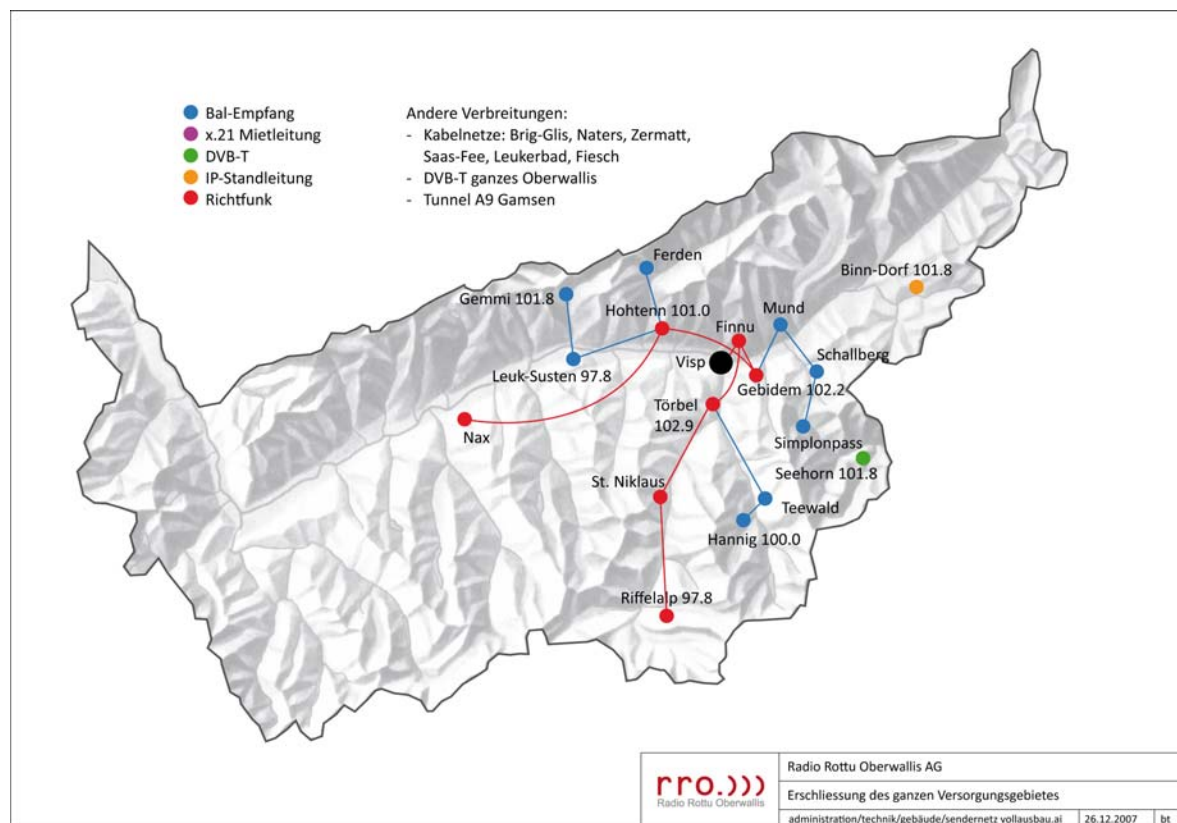 Bal-Empfang
x.21 Mietleitung
DVB-T
IP-Standleitung
Richtfunk
Andere Verbreitungen:
- Kabelnetze: Brig-Glis, Naters, Zermatt,
Saas-Fee, Leukerbad, Fiesch
- DVB-T ganzes Oberwallis
- Tunnel A9 Gamsen
Ferden
Binn-Dorf 101.8
Gemmi 101.8
Hohtenn 101.0
Mund
Finnu
Visp
Schallberg
Leuk-Susten 97.8
Gebidem 102.2
Törbel
102.9
Nax
Simplonpass
Seehorn 101.8
St. Niklaus
Teewald
Hannig 100.0
Riffelalp 97.8
rro.)))
Radio Rottu Oberwallis
Radio Rottu Oberwallis AG
Erschliessung des ganzen Versorgungsgebietes
administration/technik/gebäude/sendernetz vollausbau.ai 26.12.2007 bt